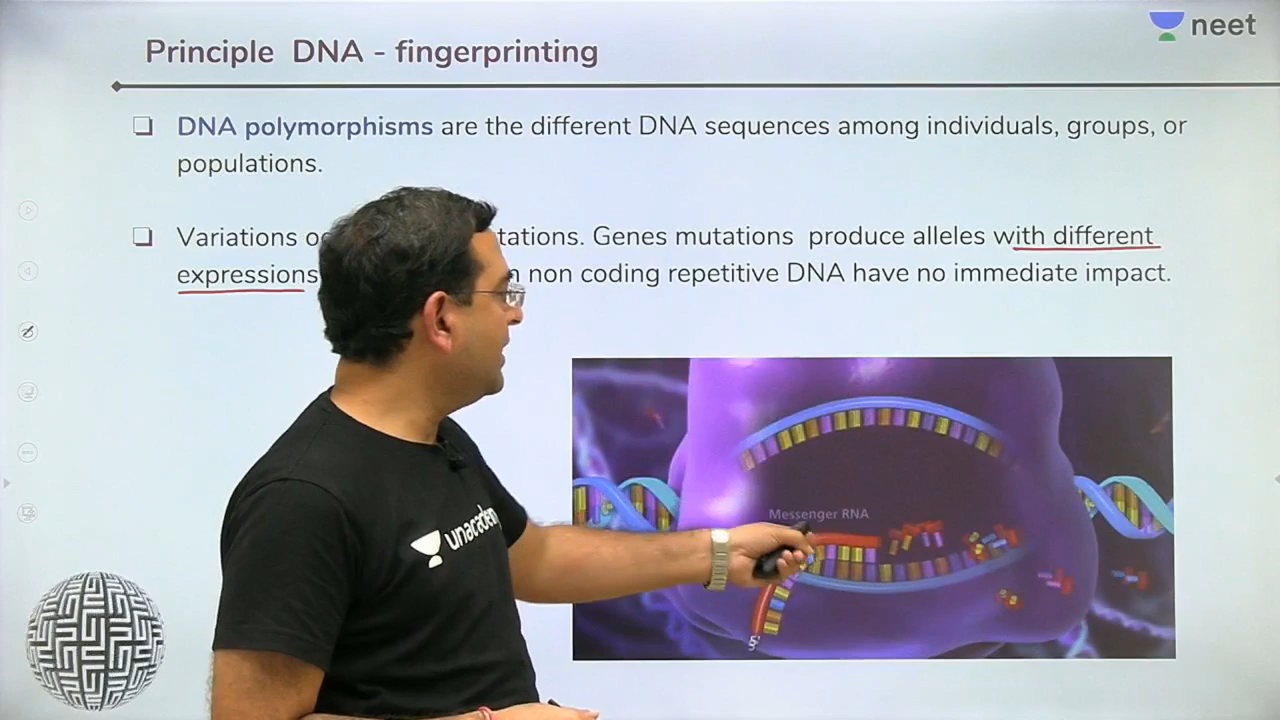 neet
Principle DNA - fingerprinting
DNA polymorphisms are the different DNA sequences among individuals, groups, or
populations.
Variations tations. Genes mutations produce alleles with different
expressions non coding repetitive DNA have no immediate impact.
Messenger RNA
unacademy
5'